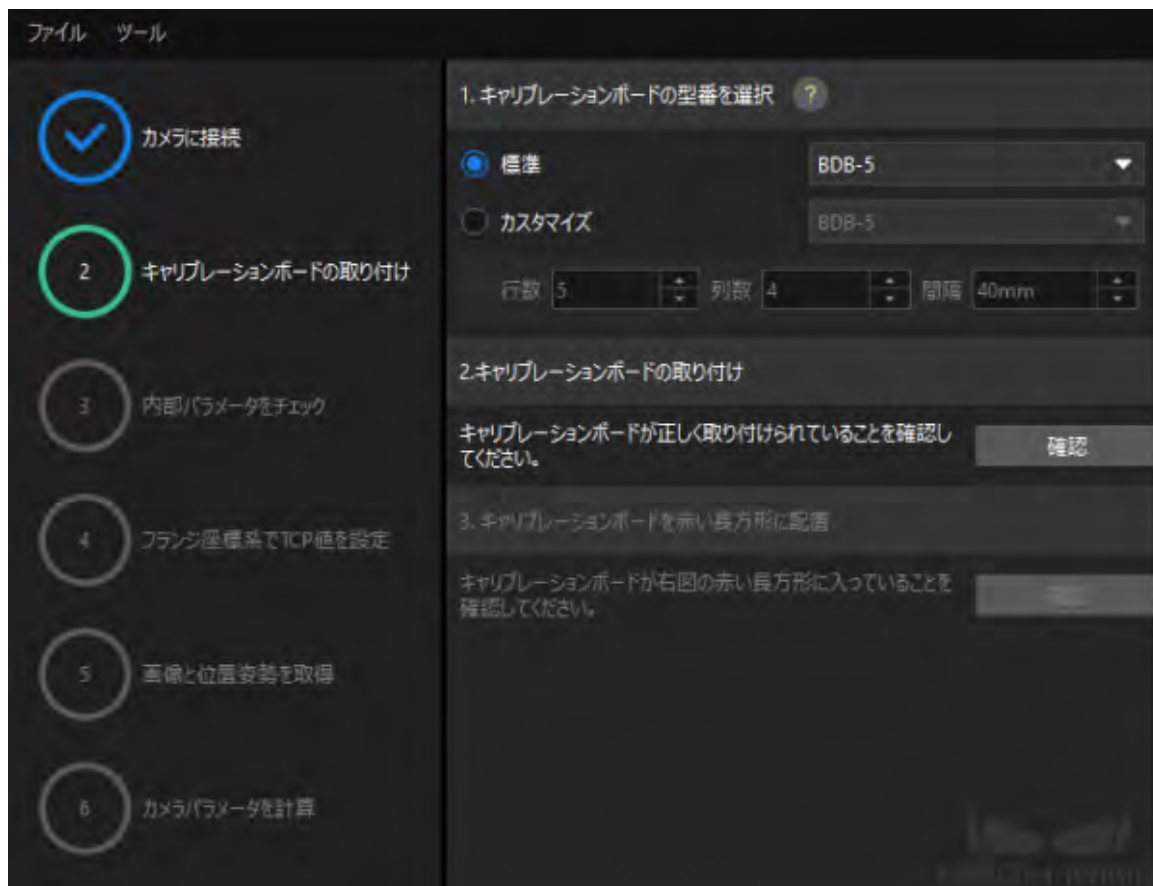 ファイル ツール
カメラに接続
2 キャリブレーションボードの取り付け
3 内部パラメータをチェック
4 フランジ座標系でTCP値を設定
5 画像と位置姿勢を取得
6 カメラパラメータを計算
1. キャリブレーションボードの型番を選択 ?
標準 BDB-5
カスタマイズ BDB-5
行数 5 列数 4 間隔 40mm
2.キャリブレーションボードの取り付け
キャリブレーションボードが正しく取り付けられていることを確認し
てください。
確認
3. キャリブレーションボードを赤い長方形に配置
キャリブレーションボードが右図の赤い長方形に入っていることを
確認してください。